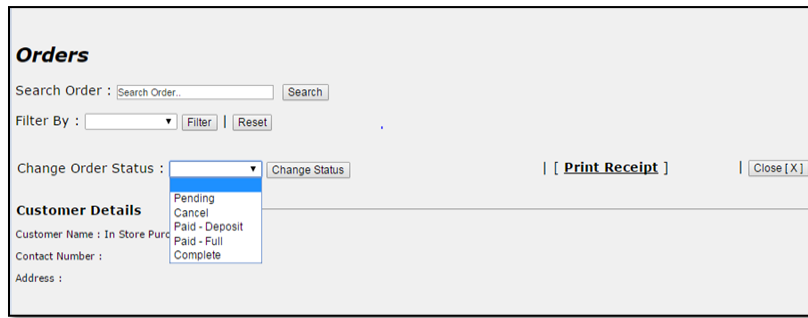 Orders
Search Order : Search Order.. Search
Filter By : Filter | Reset
Change Order Status : Change Status | [ Print Receipt ] | Close [ X ]
Pending
Customer Details Cancel
Paid - Deposit
Customer Name : In Store Paid - Full
Contact Number : Complete
Address :